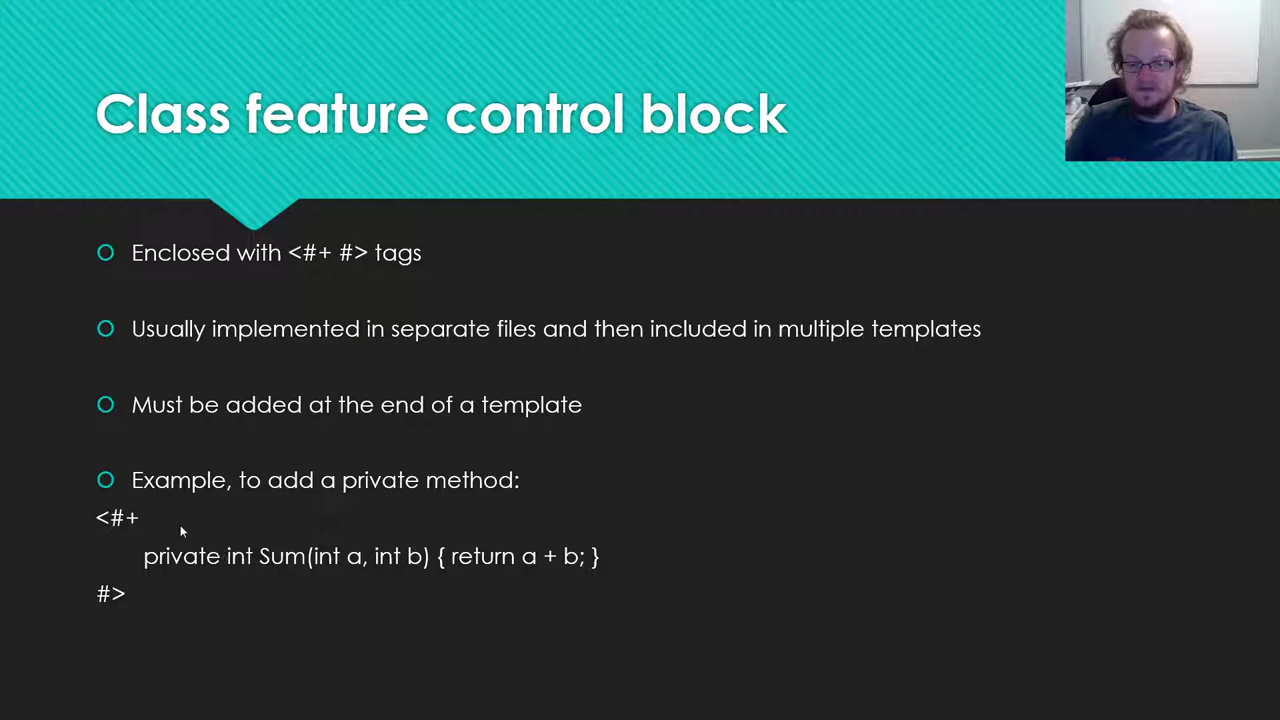 Class feature control block
Enclosed with <#+ #> tags
Usually implemented in separate files and then included in multiple templates
Must be added at the end of a template
Example, to add a private method:
<#+
private int Sum(int a, int b) { return a + b; }
#>